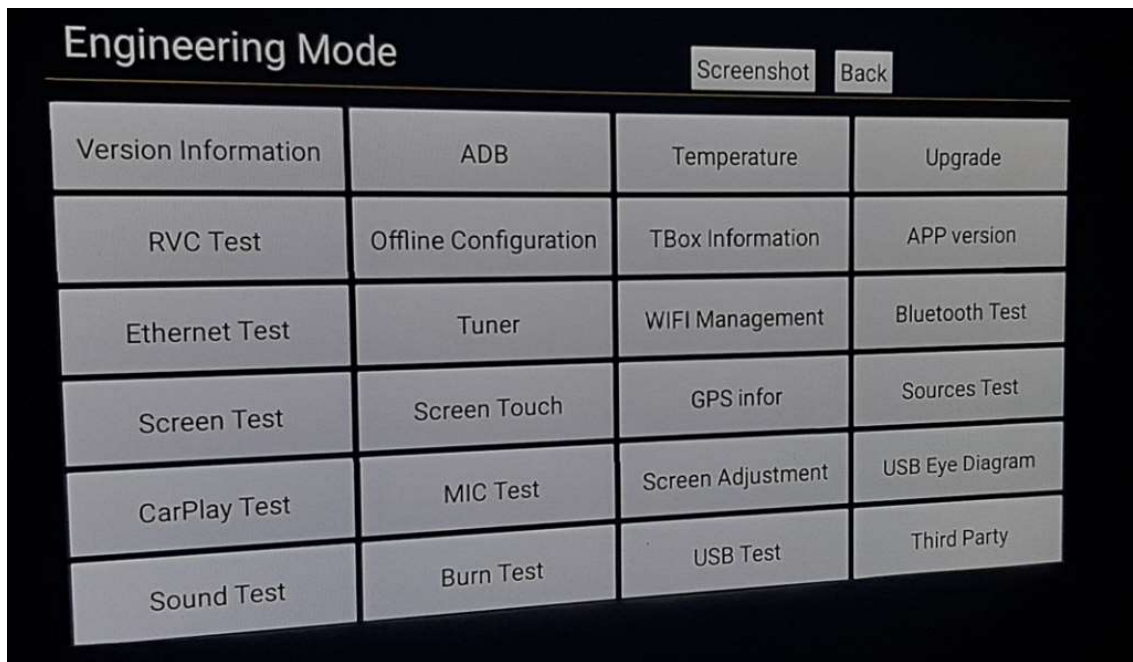 Engineering Mode
Screenshot Back
Version Information ADB Temperature Upgrade
RVC Test Offline Configuration TBox Information APP version
Ethernet Test Tuner WIFI Management Bluetooth Test
Screen Test Screen Touch GPS infor Sources Test
CarPlay Test MIC Test Screen Adjustment USB Eye Diagram
Sound Test Burn Test USB Test Third Party